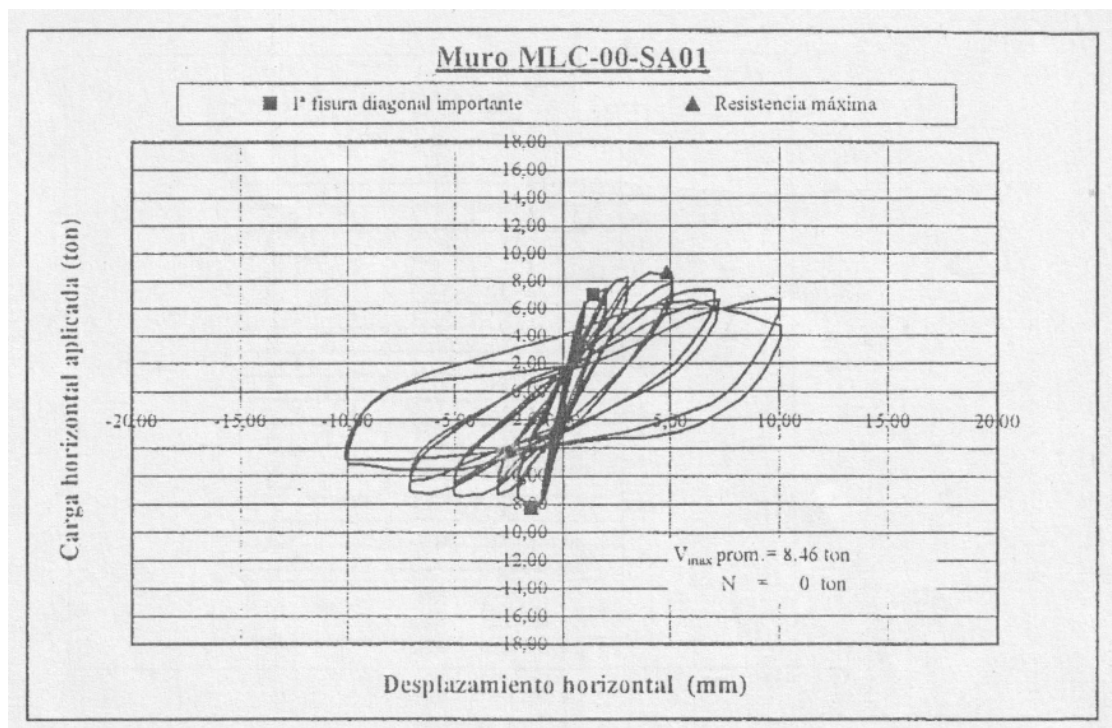 Muro MLC-00-SA01
1ª fisura diagonal importante
Resistencia máxima
18,00
16,00
14,00
12,00
10,00
8,00
6,00
4,00
2,00
0,00
-20,00 -15,00 -10,00 -5,00 5,00 10,00 15,00 20,00
-10,00
-12,00
-14,00
-16,00
-18,00
Carga horizontal aplicada (ton)
Vmax prom.= 8.46 ton
N = 0 ton
Desplazamiento horizontal (mm)